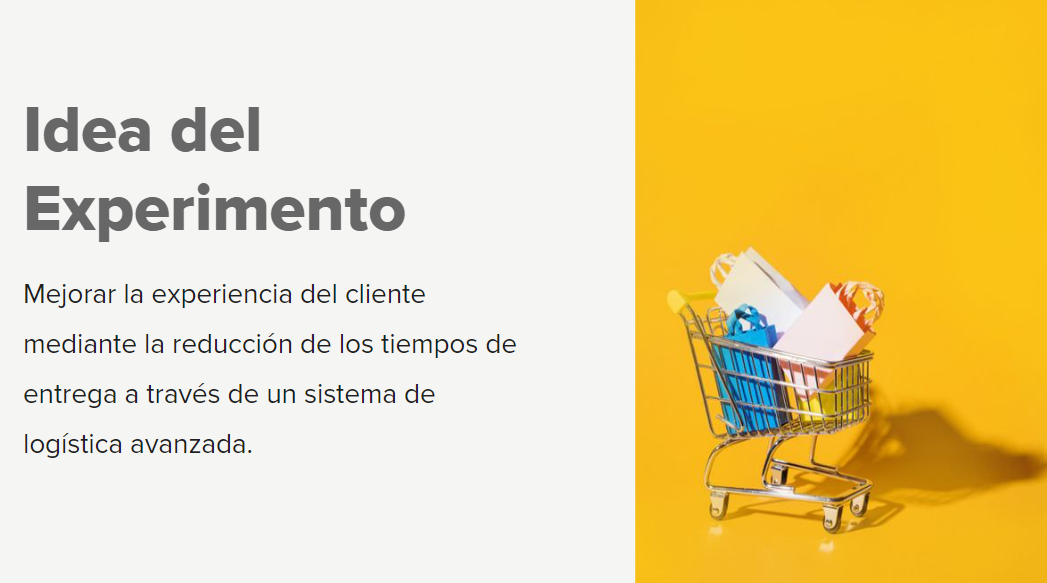 Idea del
Experimento
Mejorar la experiencia del cliente
mediante la reducción de los tiempos de
entrega a través de un sistema de
logística avanzada.